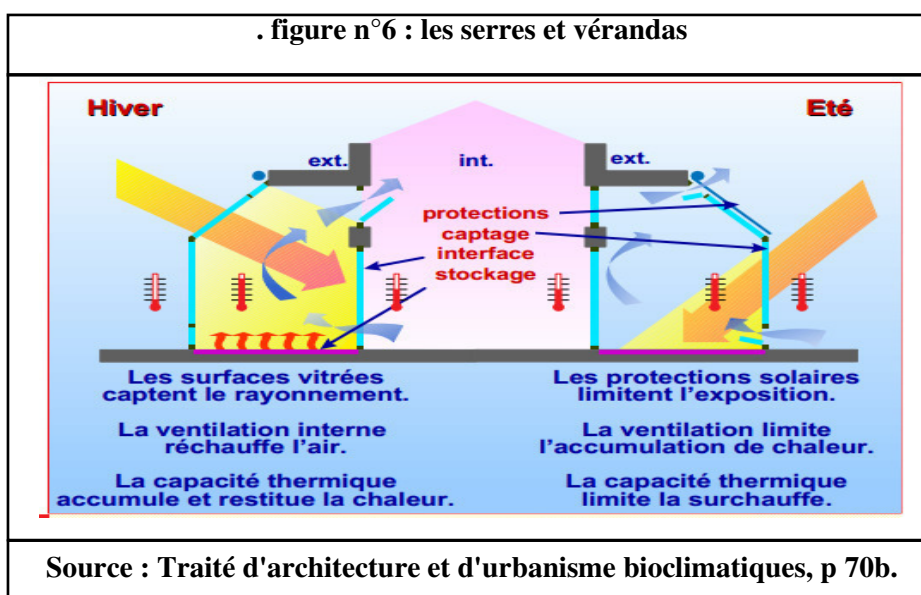 . figure n°6 : les serres et vérandas
Hiver
Eté
ext.
int.
ext.
protections
captage
interface
stockage
Les surfaces vitrées
captent le rayonnement.
La ventilation interne
réchauffe l'air.
La capacité thermique
accumule et restitue la chaleur.
Les protections solaires
limitent l'exposition.
La ventilation limite
l'accumulation de chaleur.
La capacité thermique
limite la surchauffe.
Source : Traité d'architecture et d'urbanisme bioclimatiques, p 70b.